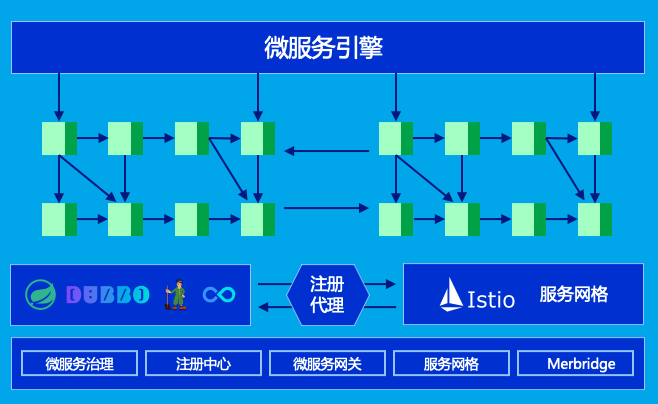 微服务引擎
[:DUBBO]
注册
代理
Istio
服务网格
微服务治理
注册中心
微服务网关
服务网格
Merbridge